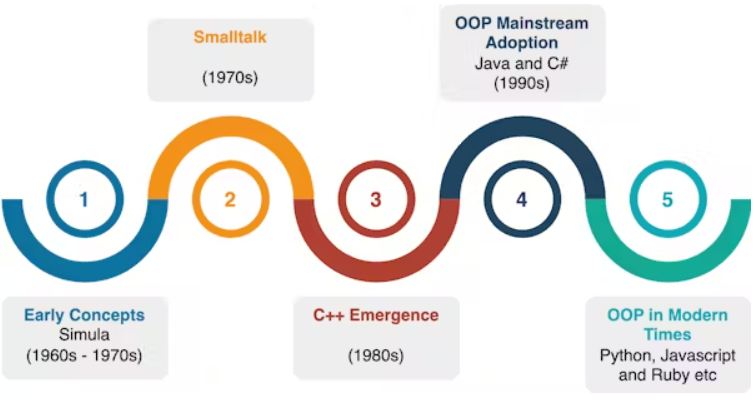 Smalltalk
(1970s)
OOP Mainstream
Adoption
Java and C#
(1990s)
1
2
3
4
5
Early Concepts
Simula
(1960s - 1970s)
C++ Emergence
(1980s)
OOP in Modern
Times
Python, Javascript
and Ruby etc